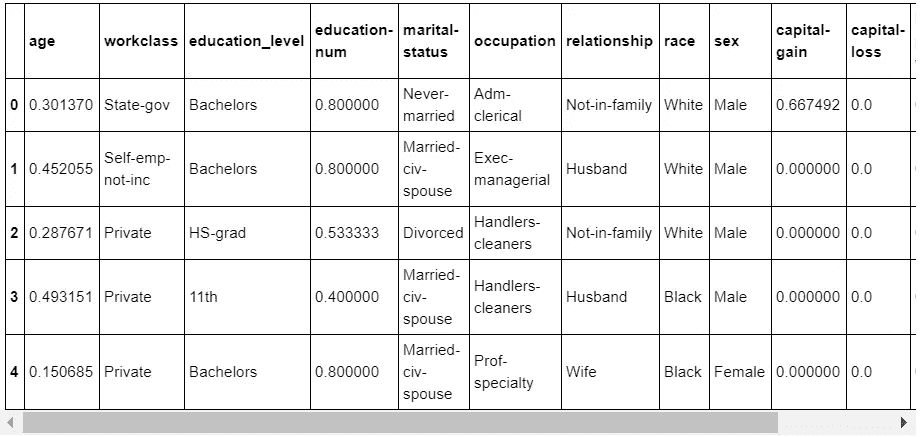 age workclass education_level education-num marital-status occupation relationship race sex capital-gain capital-loss
0 0.301370 State-gov Bachelors 0.800000 Never-married Adm-clerical Not-in-family White Male 0.667492 0.0
1 0.452055 Self-emp-not-inc Bachelors 0.800000 Married-civ-spouse Exec-managerial Husband White Male 0.000000 0.0
2 0.287671 Private HS-grad 0.533333 Divorced Handlers-cleaners Not-in-family White Male 0.000000 0.0
3 0.493151 Private 11th 0.400000 Married-civ-spouse Handlers-cleaners Husband Black Male 0.000000 0.0
4 0.150685 Private Bachelors 0.800000 Married-civ-spouse Prof-specialty Wife Black Female 0.000000 0.0